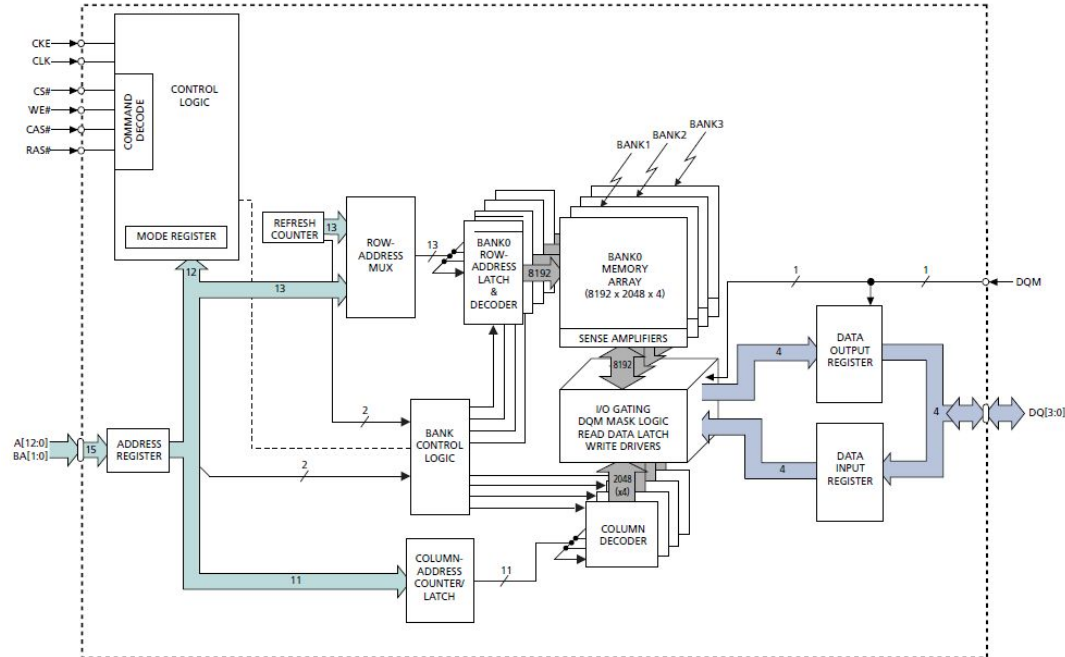 CKE
CLK
CS#
WE#
CAS#
RAS#
COMMAND
DECODE
CONTROL
LOGIC
MODE REGISTER
REFRESH
COUNTER
13
ROW-
ADDRESS
MUX
12
13
13
BANK0
ROW-
ADDRESS
LATCH
&
DECODER
8192
BANK1
BANK2
BANK3
BANK0
MEMORY
ARRAY
(8192 x 2048 x 4)
SENSE AMPLIFIERS
8192
I/O GATING
DQM MASK LOGIC
READ DATA LATCH
WRITE DRIVERS
2048
(x4)
COLUMN
DECODER
1
1
DQM
4
DATA
OUTPUT
REGISTER
4
DQ[3:0]
4
DATA
INPUT
REGISTER
A[12:0]
BA[1:0]
15
ADDRESS
REGISTER
2
2
BANK
CONTROL
LOGIC
11
COLUMN-
ADDRESS
COUNTER/
LATCH
11